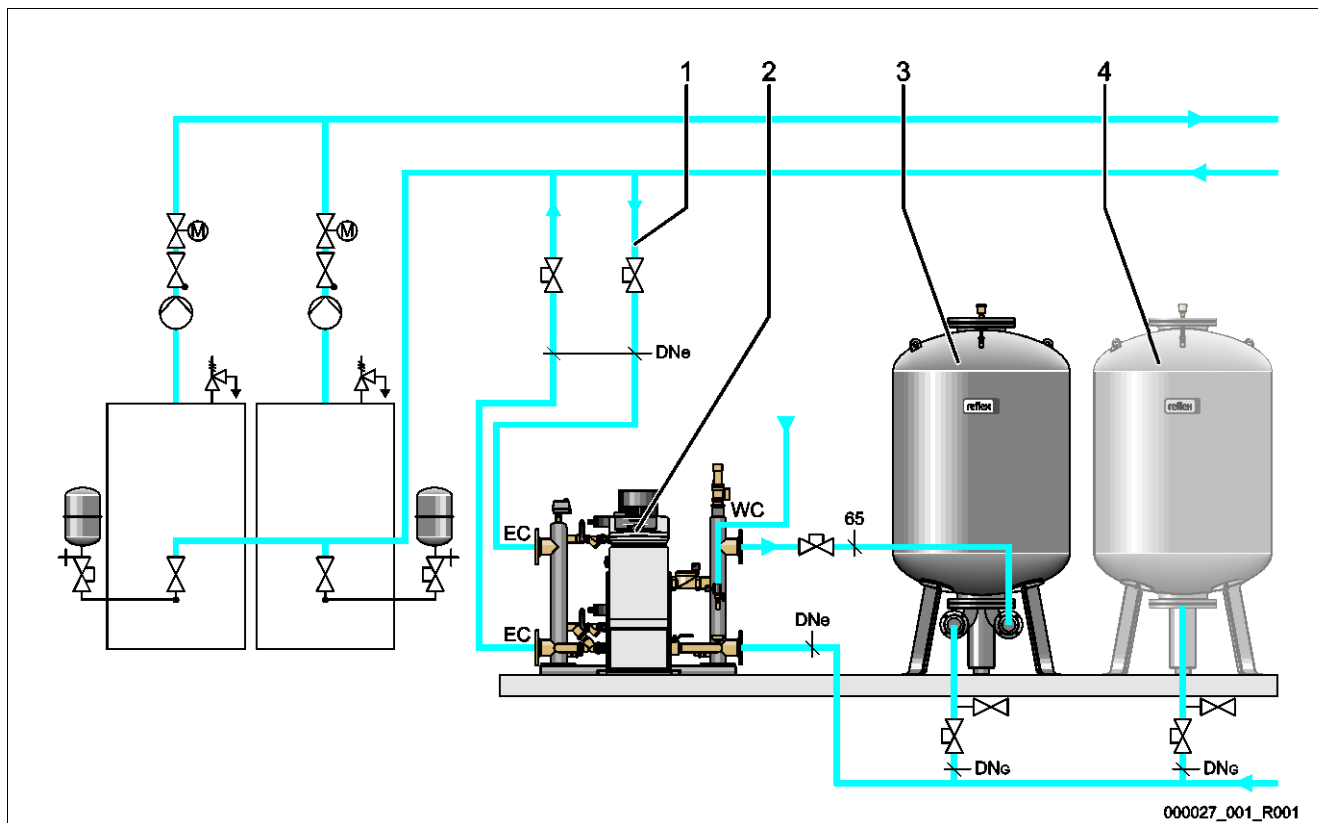 1 2 3 4
M M
DNe
reflex reflex
WC
65
EC
DNe
EC
DNG DNG
000027_001_R001